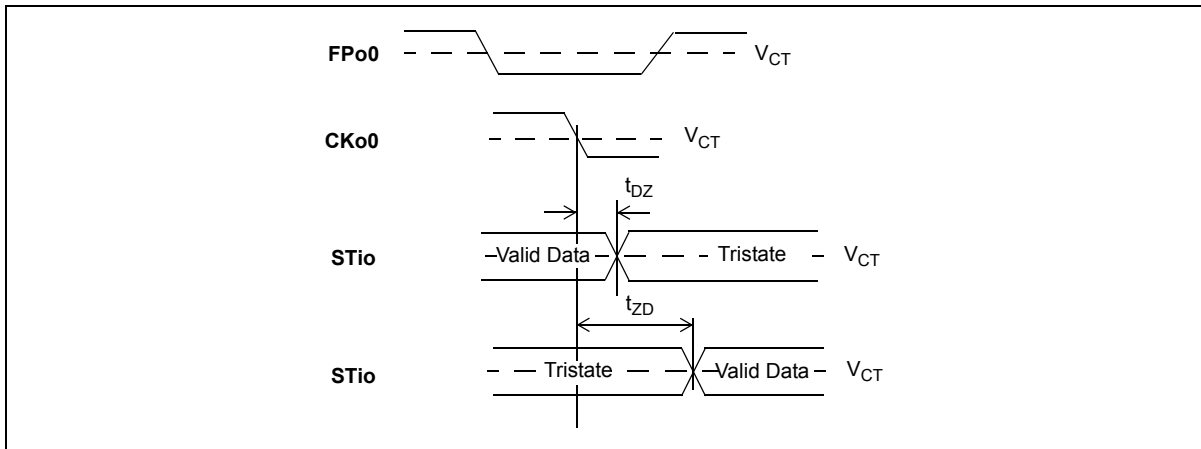 FPo0
V_CT
CKo0
V_CT
t_DZ
STio
Valid Data
Tristate
V_CT
t_ZD
STio
Tristate
Valid Data
V_CT